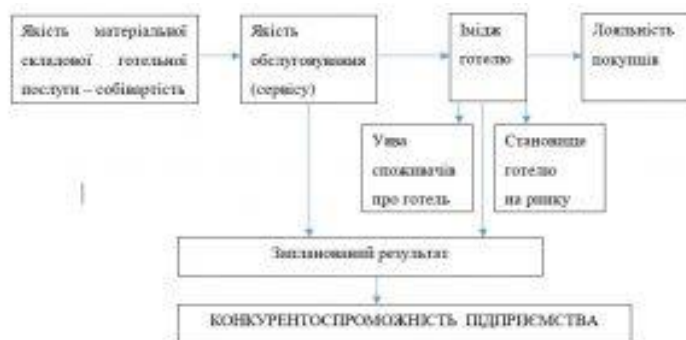 Якість матеріальної
складової готельної
послуги – собівартість
Якість
обслуговування
(сервісу)
Імідж
готелю
Лояльність
покупців
Уява
споживачів
про готель
Становище
готелю
на ринку
Запланований результат
КОНКУРЕНТОСПРОМОЖНІСТЬ ПІДПРИЄМСТВА